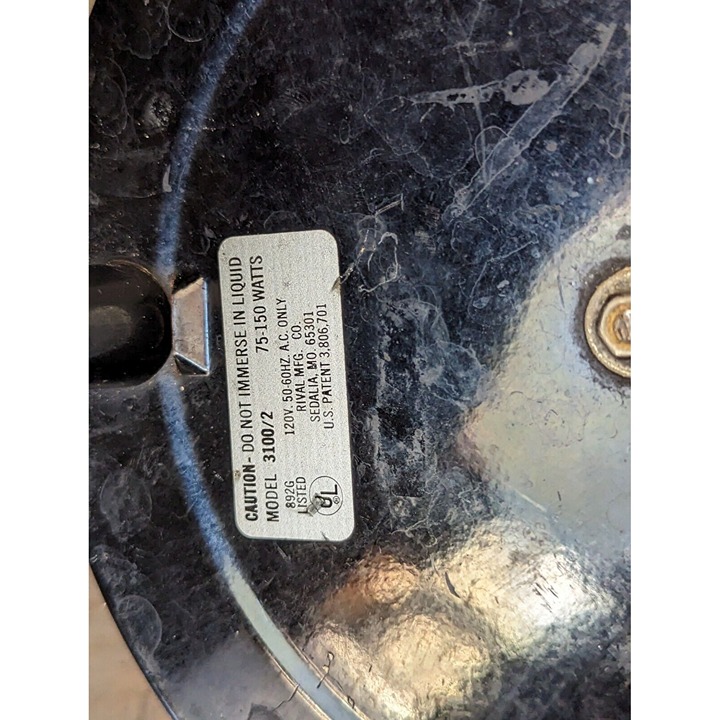 CAUTION - DO NOT IMMERSE IN LIQUID
MODEL 3100/2 75-150 WATTS
892G
LISTED
UL
®
120V. 50-60HZ. A.C. ONLY
RIVAL MFG. CO.
SEDALIA, MO. 65301
U.S. PATENT 3,806,701